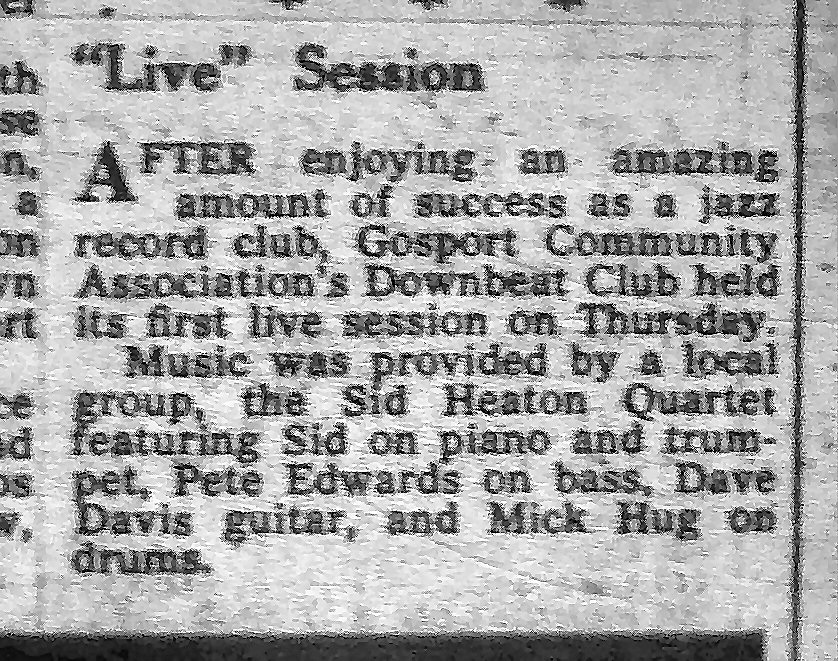 "Live" Session
AFTER enjoying an amazing
amount of success as a jazz
record club, Gosport Community
Association's Downbeat Club held
its first live session on Thursday.
Music was provided by a local
group, the Sid Heaton Quartet
featuring Sid on piano and trum-
pet, Pete Edwards on bass, Dave
Davis guitar, and Mick Hug on
drums.